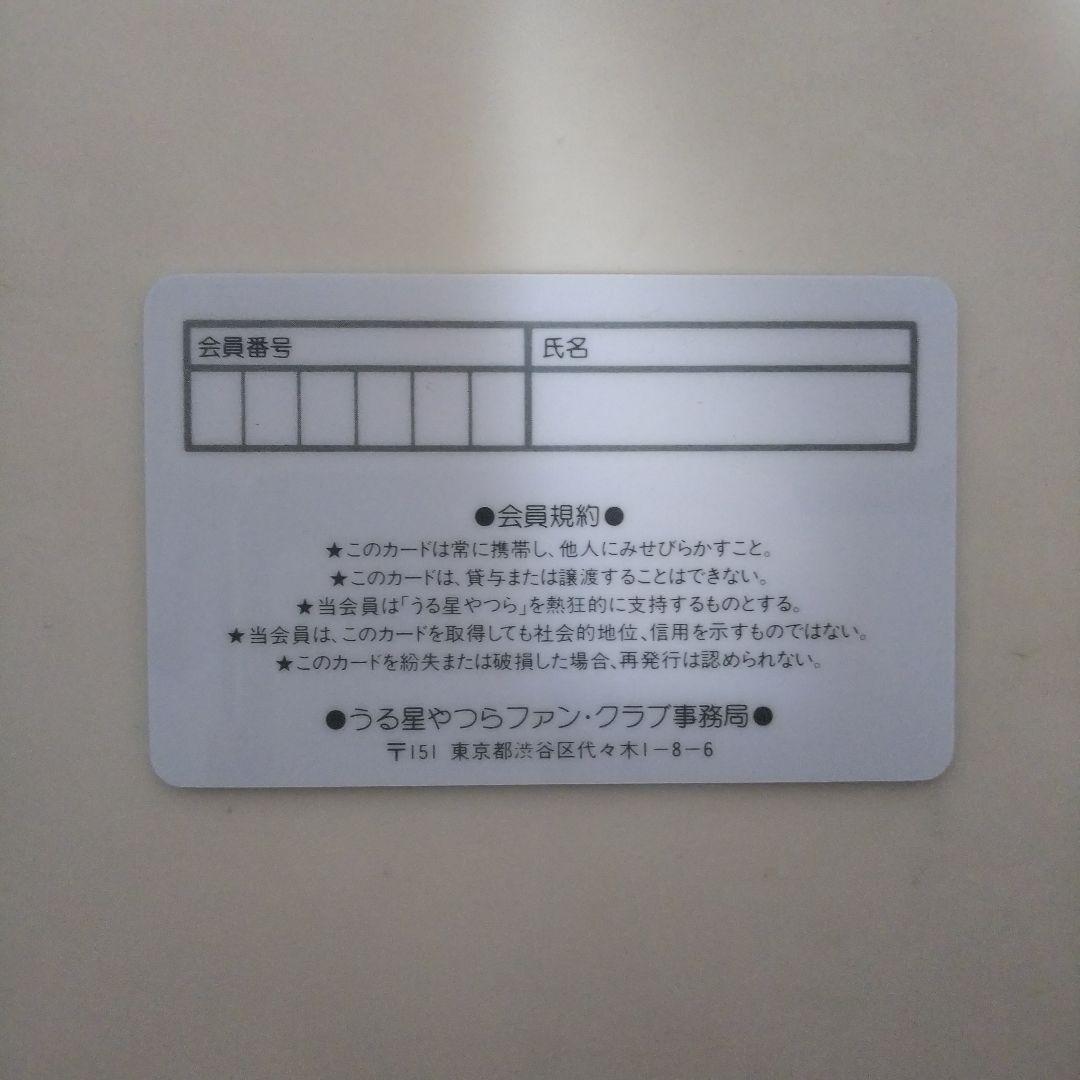 会員番号 氏名
●会員規約●
★このカードは常に携帯し、他人にみせびらかすこと。
★このカードは、貸与または譲渡することはできない。
★当会員は「うる星やつら」を熱狂的に支持するものとする。
★当会員は、このカードを取得しても社会的地位、信用を示すものではない。
★このカードを紛失または破損した場合、再発行は認められない。
●うる星やつらファン・クラブ事務局●
〒151 東京都渋谷区代々木1-8-6